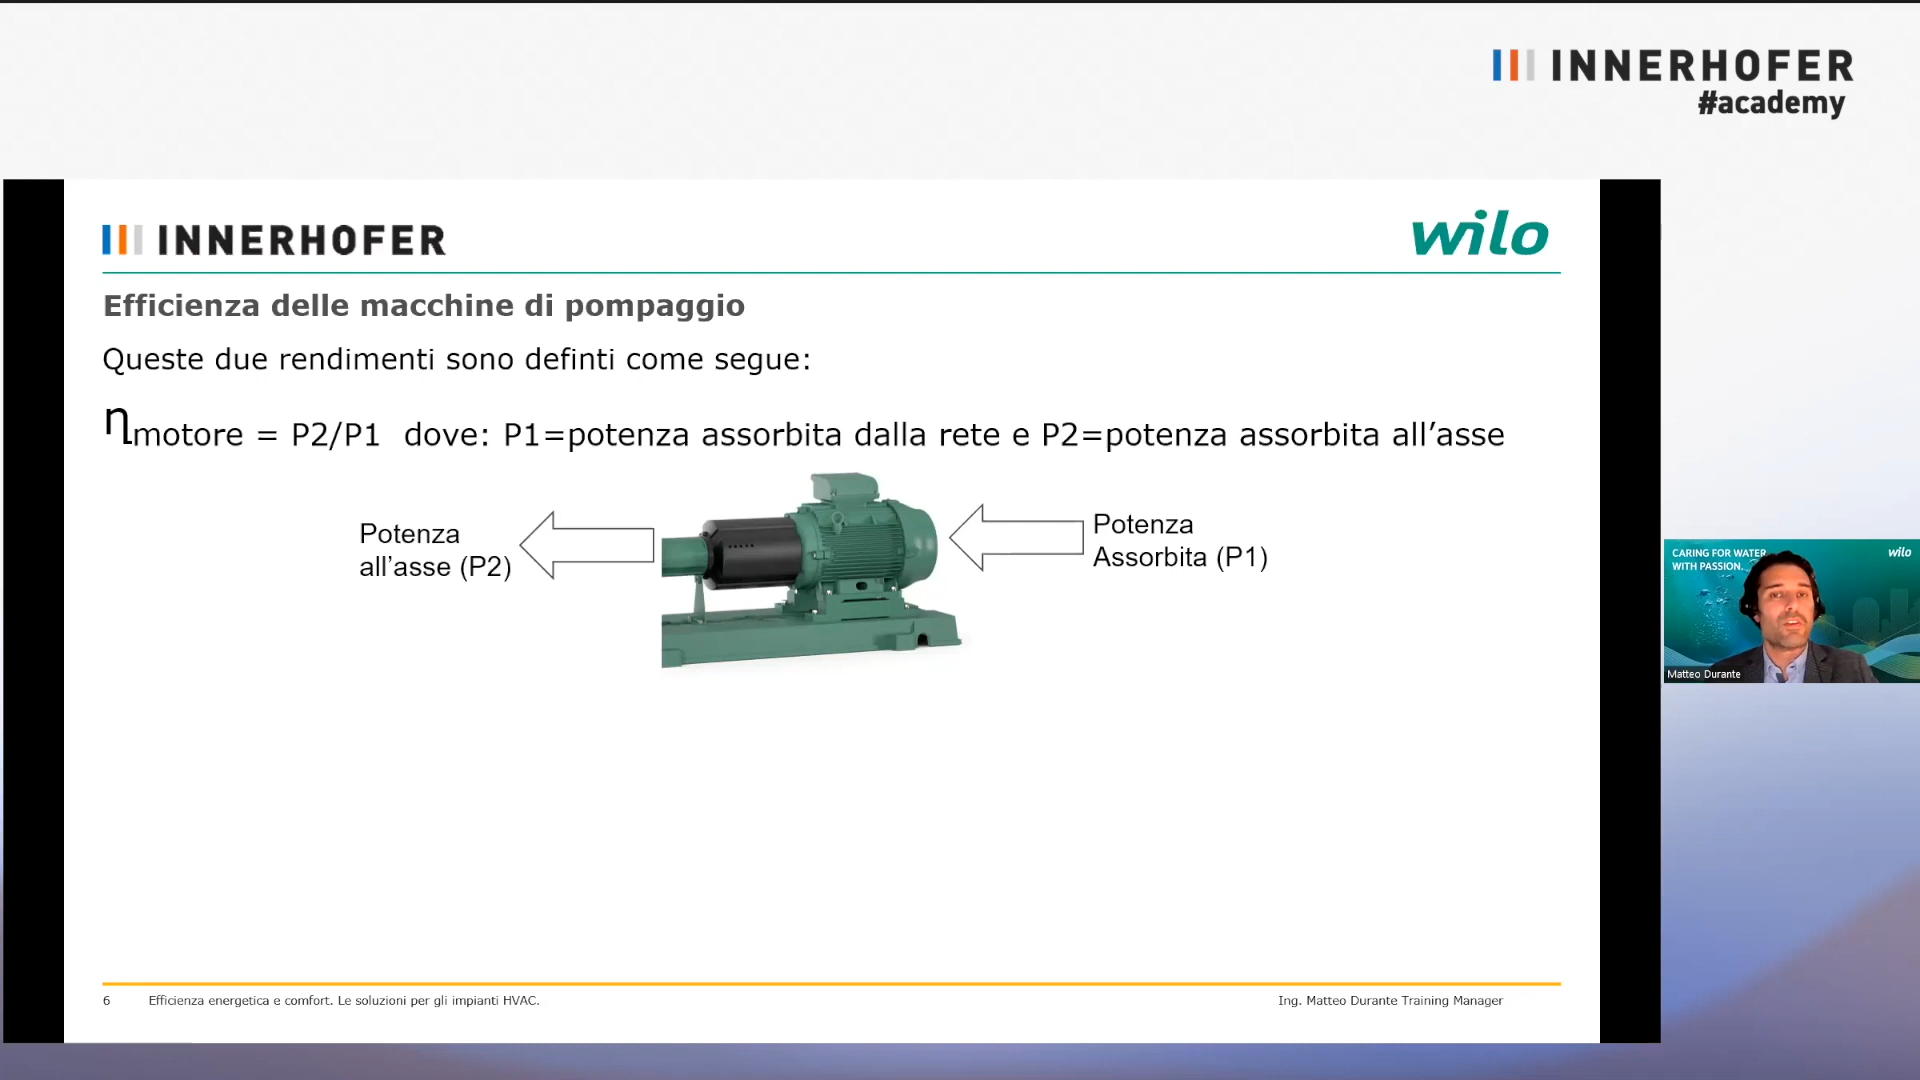 INNERHOFER
#academy
INNERHOFER
wilo
Efficienza delle macchine di pompaggio
Queste due rendimenti sono definti come segue:
ηmotore = P2/P1 dove: P1=potenza assorbita dalla rete e P2=potenza assorbita all’asse
Potenza
all’asse (P2)
Potenza
Assorbita (P1)
CARING FOR WATER
WITH PASSION.
wilo
Matteo Durante
6 Efficienza energetica e comfort. Le soluzioni per gli impianti HVAC. Ing. Matteo Durante Training Manager